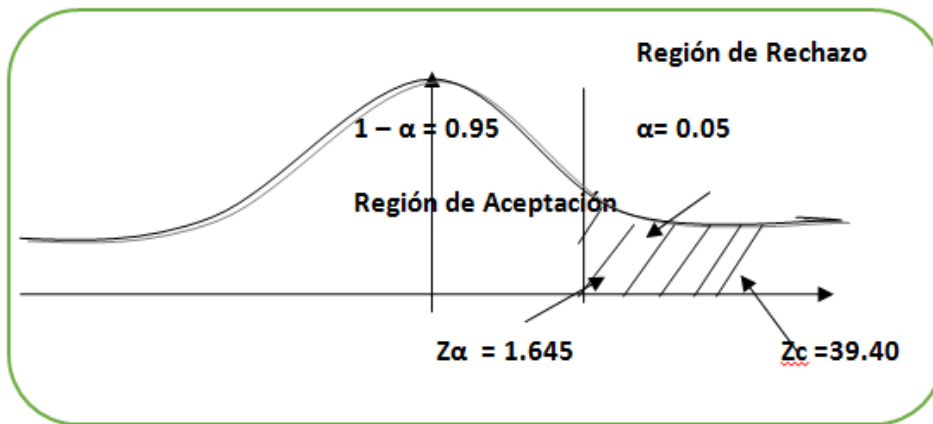 Región de Rechazo
1 – α = 0.95
α= 0.05
Región de Aceptación
Zα = 1.645
Zc =39.40